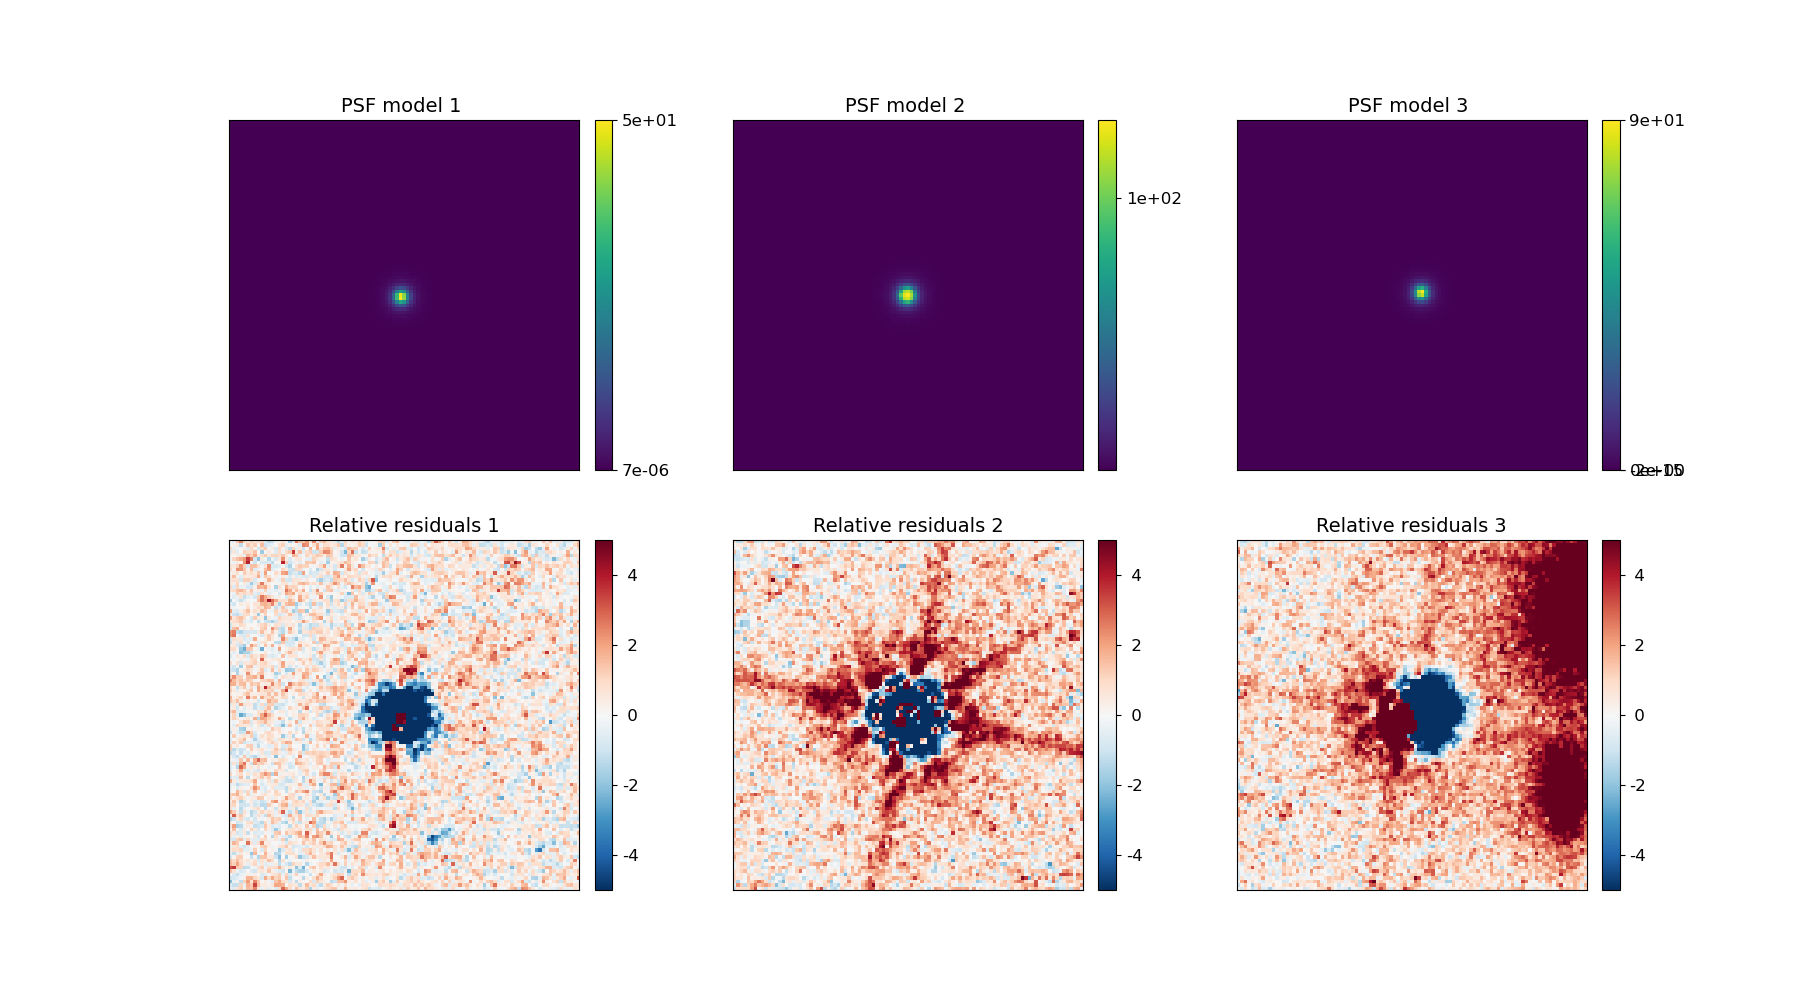 PSF model 1
5e+01
7e-06
PSF model 2
1e+02
PSF model 3
9e+01
Relative residuals 1
4
2
0
-2
-4
Relative residuals 2
4
2
0
-2
-4
Relative residuals 3
4
2
0
-2
-4